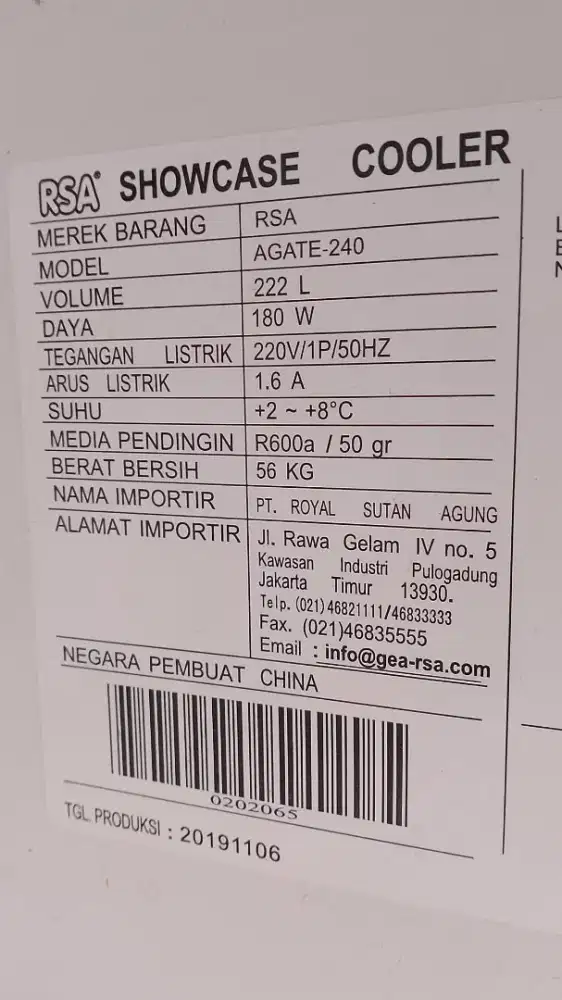 RSA SHOWCASE COOLER
MEREK BARANG RSA
MODEL AGATE-240
VOLUME 222 L
DAYA 180 W
TEGANGAN LISTRIK 220V/1P/50HZ
ARUS LISTRIK 1.6 A
SUHU +2 ~ +8°C
MEDIA PENDINGIN R600a / 50 gr
BERAT BERSIH 56 KG
NAMA IMPORTIR PT. ROYAL SUTAN AGUNG
ALAMAT IMPORTIR Jl. Rawa Gelam IV no. 5
Kawasan Industri Pulogadung
Jakarta Timur 13930.
Telp. (021) 46821111/46833333
Fax. (021)46835555
Email : info@gea-rsa.com
NEGARA PEMBUAT CHINA
0202065
TGL. PRODUKSI : 20191106